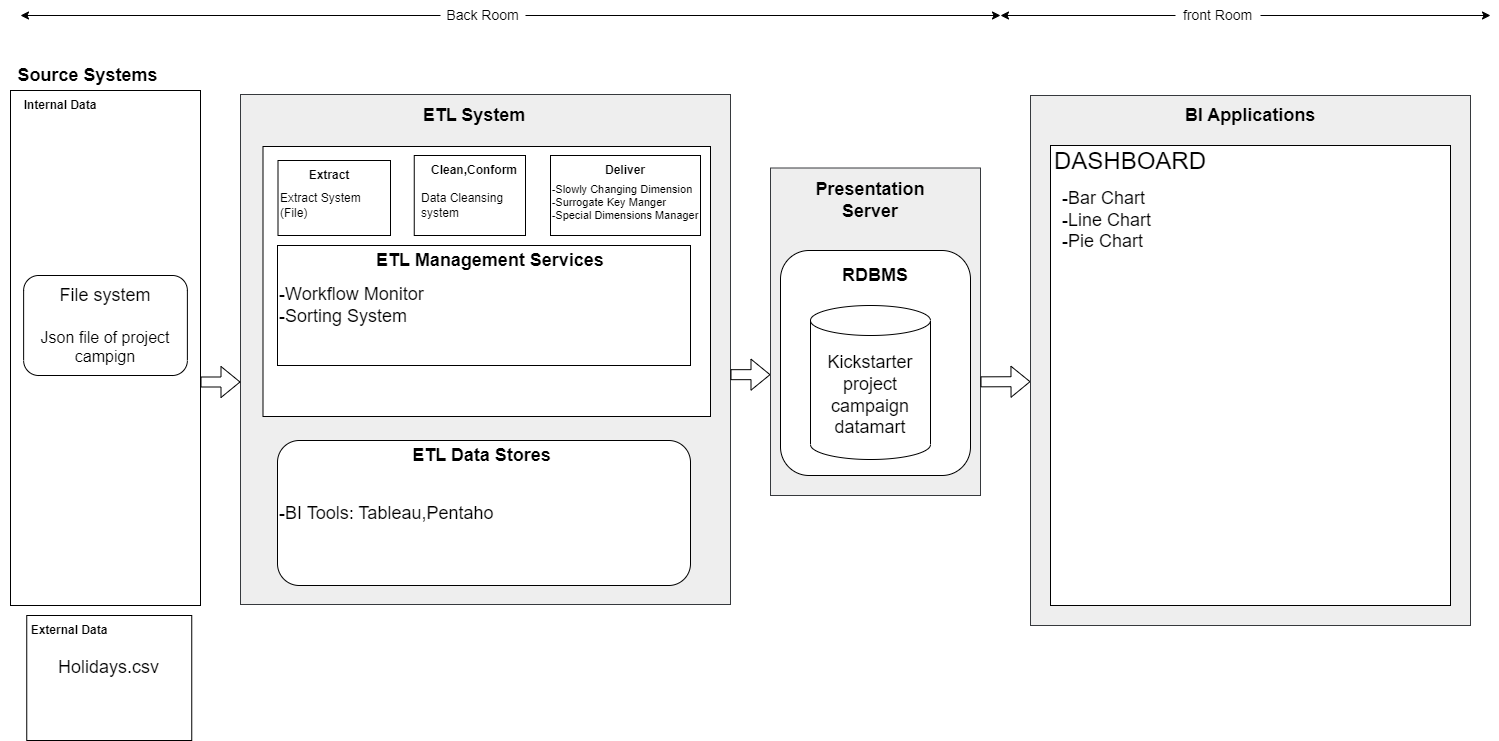 Back Room
front Room
Source Systems
Internal Data
File system
Json file of project
campign
External Data
Holidays.csv
ETL System
Extract
Extract System
(File)
Clean,Conform
Data Cleansing
system
Deliver
-Slowly Changing Dimension
-Surrogate Key Manger
-Special Dimensions Manager
ETL Management Services
-Workflow Monitor
-Sorting System
ETL Data Stores
-BI Tools: Tableau,Pentaho
Presentation
Server
RDBMS
Kickstarter
project
campaign
datamart
BI Applications
DASHBOARD
-Bar Chart
-Line Chart
-Pie Chart